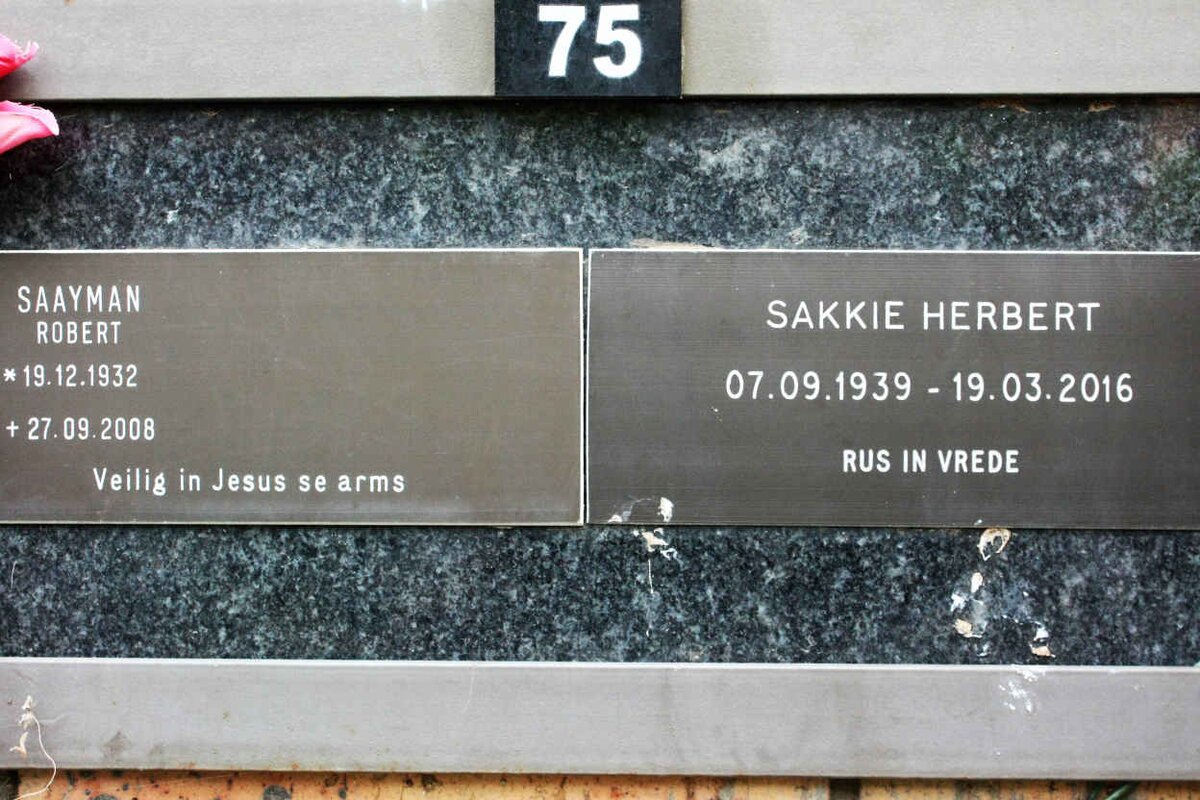 75
SAAYMAN
ROBERT
*19.12.1932
+ 27.09.2008
Veilig in Jesus se arms
SAKKIE HERBERT
07.09.1939 - 19.03.2016
RUS IN VREDE